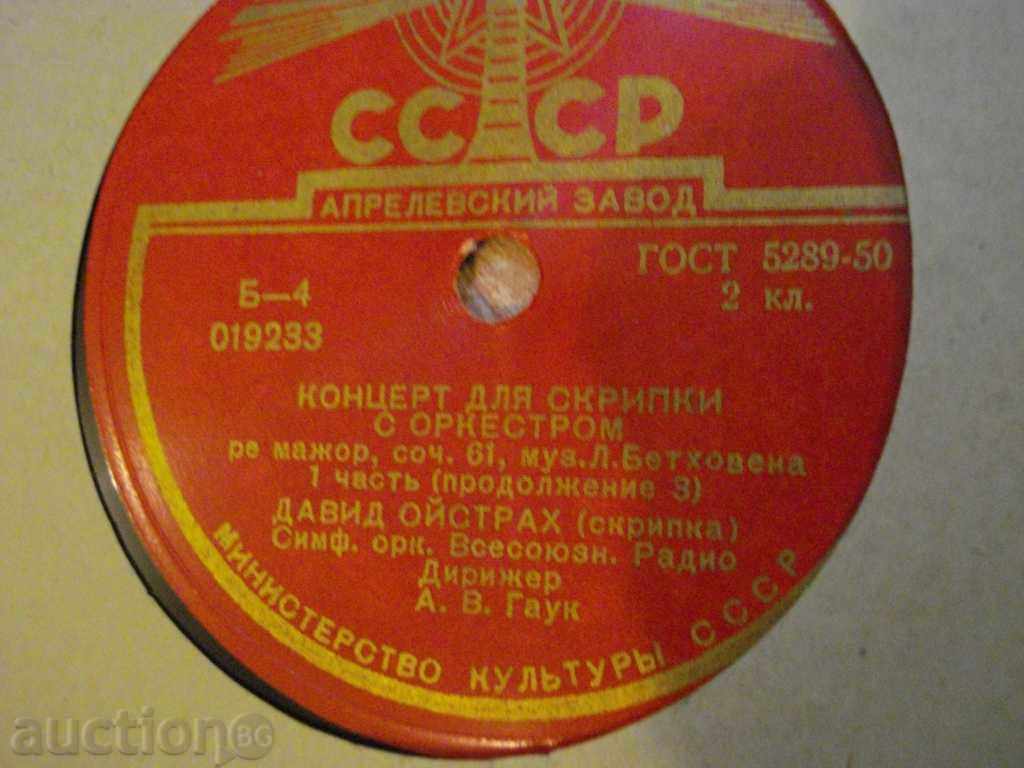 СССР
АПРЕЛЕВСКИЙ ЗАВОД
ГОСТ 5289-50
2 кл.
Б—4
019233
КОНЦЕРТ ДЛЯ СКРИПКИ
С ОРКЕСТРОМ
ре мажор, соч. 61, муз.Л.Бетховена
1 часть (продолжение 3)
ДАВИД ОЙСТРАХ (скрипка)
Симф. орк. Всесоюзн. Радио
Дирижер
А. В. Гаук
МИНИСТЕРСТВО КУЛЬТУРЫ СССР
auction BG